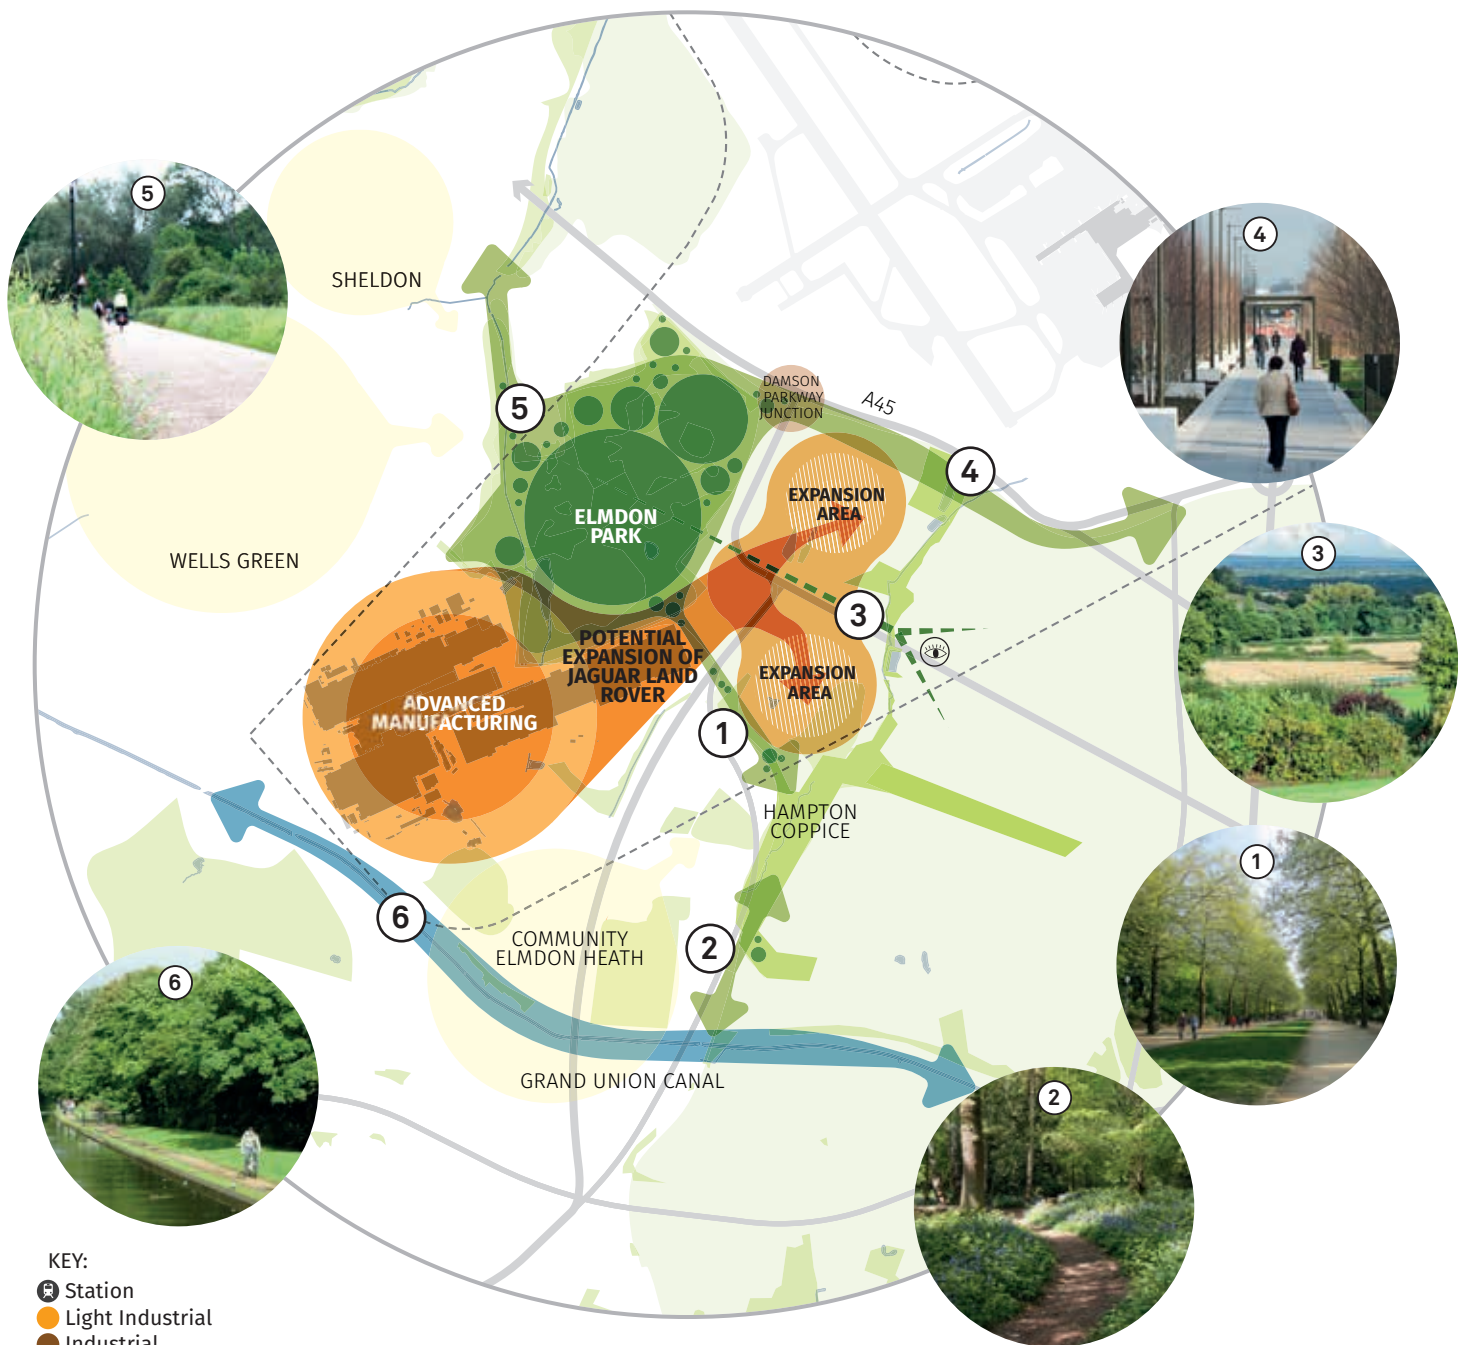 5
4
SHELDON
DAMSON
PARKWAY
JUNCTION
A45
5
4
EXPANSION
AREA
ELMDON
PARK
3
WELLS GREEN
3
POTENTIAL
EXPANSION OF
JAGUAR LAND
ROVER
EXPANSION
AREA
ADVANCED
MANUFACTURING
1
HAMPTON
COPPICE
1
6
COMMUNITY
ELMDON HEATH
2
6
GRAND UNION CANAL
2
KEY:
Station
Light Industrial
Industrial